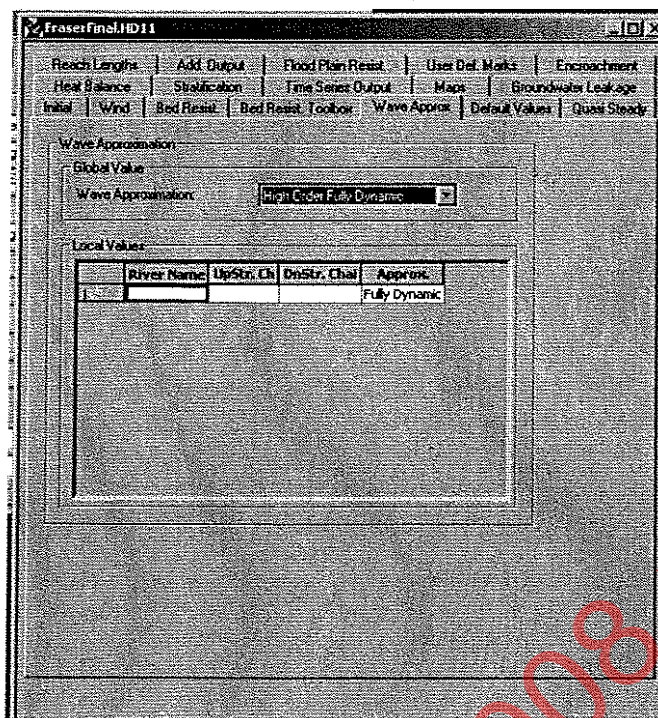 FraserFinal.HD11
Reach Lengths Add. Output Flood Plain Resist. User Def. Marks Encroachment
Heat Balance Stratification Time Series Output Maps Groundwater Leakage
Initial Wind Bed Resist. Bed Resist. Toolbox Wave Approx Default Values Quasi Steady
Wave Approximation
Global Value
Wave Approximation: High Order Fully Dynamic
Local Values
River Name UpStr. Ch DnStr. Chai Approx.
1 Fully Dynamic
008